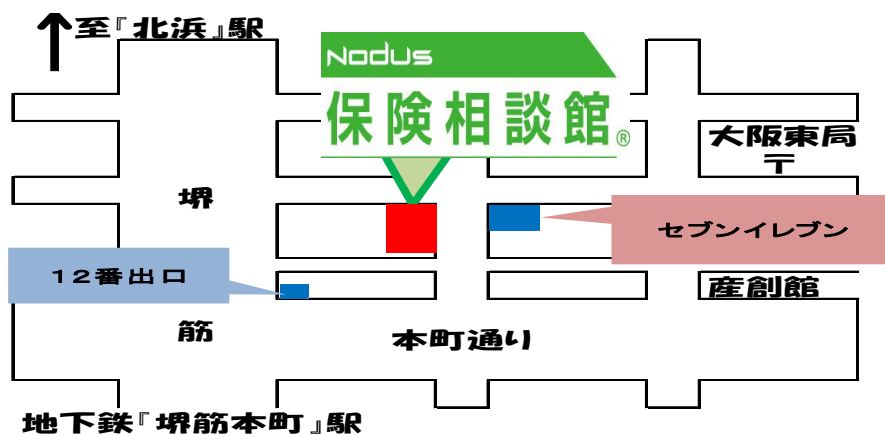 至『北浜』駅
Nodus
保険相談館®
大阪東局
〒
堺
セブンイレブン
12番出口
産創館
筋
本町通り
地下鉄『堺筋本町』駅